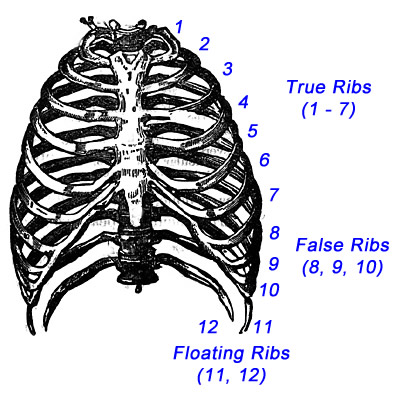 1
2
3
True Ribs
4
(1 - 7)
5
6
7
8
False Ribs
9
(8, 9, 10)
10
12
11
Floating Ribs
(11, 12)